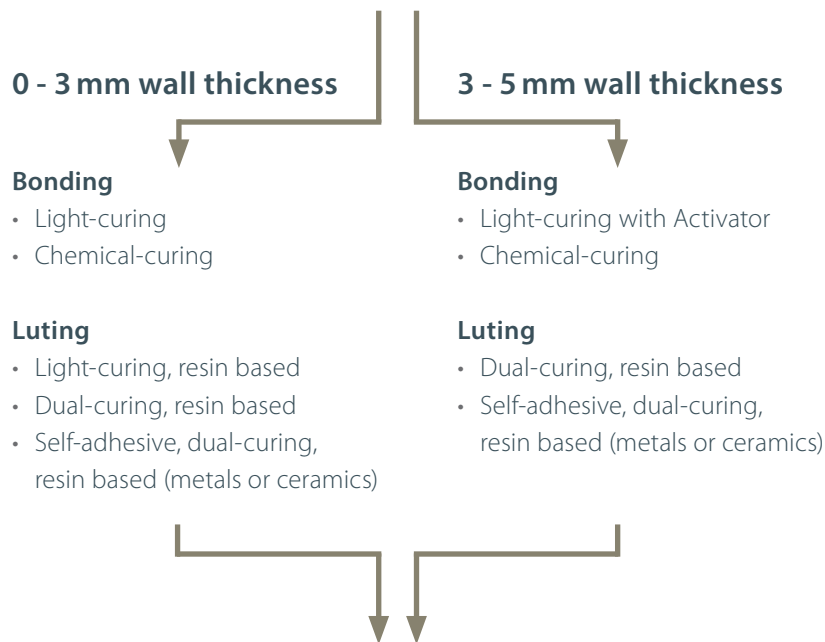 0 - 3 mm wall thickness
Bonding
• Light-curing
• Chemical-curing
Luting
• Light-curing, resin based
• Dual-curing, resin based
• Self-adhesive, dual-curing,
resin based (metals or ceramics)
3 - 5 mm wall thickness
Bonding
• Light-curing with Activator
• Chemical-curing
Luting
• Dual-curing, resin based
• Self-adhesive, dual-curing,
resin based (metals or ceramics)